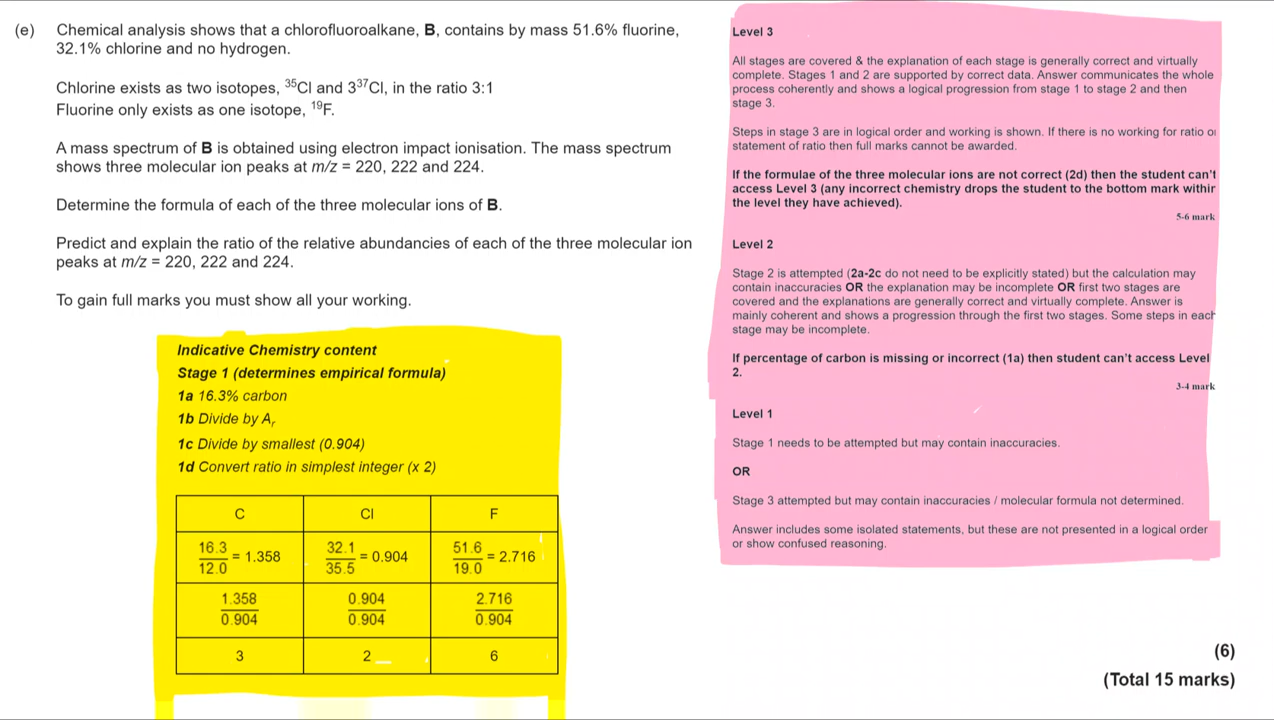 (e) Chemical analysis shows that a chlorofluoroalkane, B, contains by mass 51.6% fluorine,
32.1% chlorine and no hydrogen.
Chlorine exists as two isotopes, ³⁵Cl and 3³⁷Cl, in the ratio 3:1
Fluorine only exists as one isotope, ¹⁹F.
A mass spectrum of B is obtained using electron impact ionisation. The mass spectrum
shows three molecular ion peaks at m/z = 220, 222 and 224.
Determine the formula of each of the three molecular ions of B.
Predict and explain the ratio of the relative abundancies of each of the three molecular ion
peaks at m/z = 220, 222 and 224.
To gain full marks you must show all your working.
Indicative Chemistry content
Stage 1 (determines empirical formula)
1a 16.3% carbon
1b Divide by Aᵣ
1c Divide by smallest (0.904)
1d Convert ratio in simplest integer (x 2)
C Cl F
16.3/12.0 = 1.358 32.1/35.5 = 0.904 51.6/19.0 = 2.716
1.358/0.904 0.904/0.904 2.716/0.904
3 2 6
Level 3
All stages are covered & the explanation of each stage is generally correct and virtually
complete. Stages 1 and 2 are supported by correct data. Answer communicates the whole
process coherently and shows a logical progression from stage 1 to stage 2 and then
stage 3.
Steps in stage 3 are in logical order and working is shown. If there is no working for ratio or
statement of ratio then full marks cannot be awarded.
If the formulae of the three molecular ions are not correct (2d) then the student can't
access Level 3 (any incorrect chemistry drops the student to the bottom mark within
the level they have achieved).
5-6 mark
Level 2
Stage 2 is attempted (2a-2c do not need to be explicitly stated) but the calculation may
contain inaccuracies OR the explanation may be incomplete OR first two stages are
covered and the explanations are generally correct and virtually complete. Answer is
mainly coherent and shows a progression through the first two stages. Some steps in each
stage may be incomplete.
If percentage of carbon is missing or incorrect (1a) then student can't access Level
2.
3-4 mark
Level 1
Stage 1 needs to be attempted but may contain inaccuracies.
OR
Stage 3 attempted but may contain inaccuracies / molecular formula not determined.
Answer includes some isolated statements, but these are not presented in a logical order
or show confused reasoning.
(6)
(Total 15 marks)